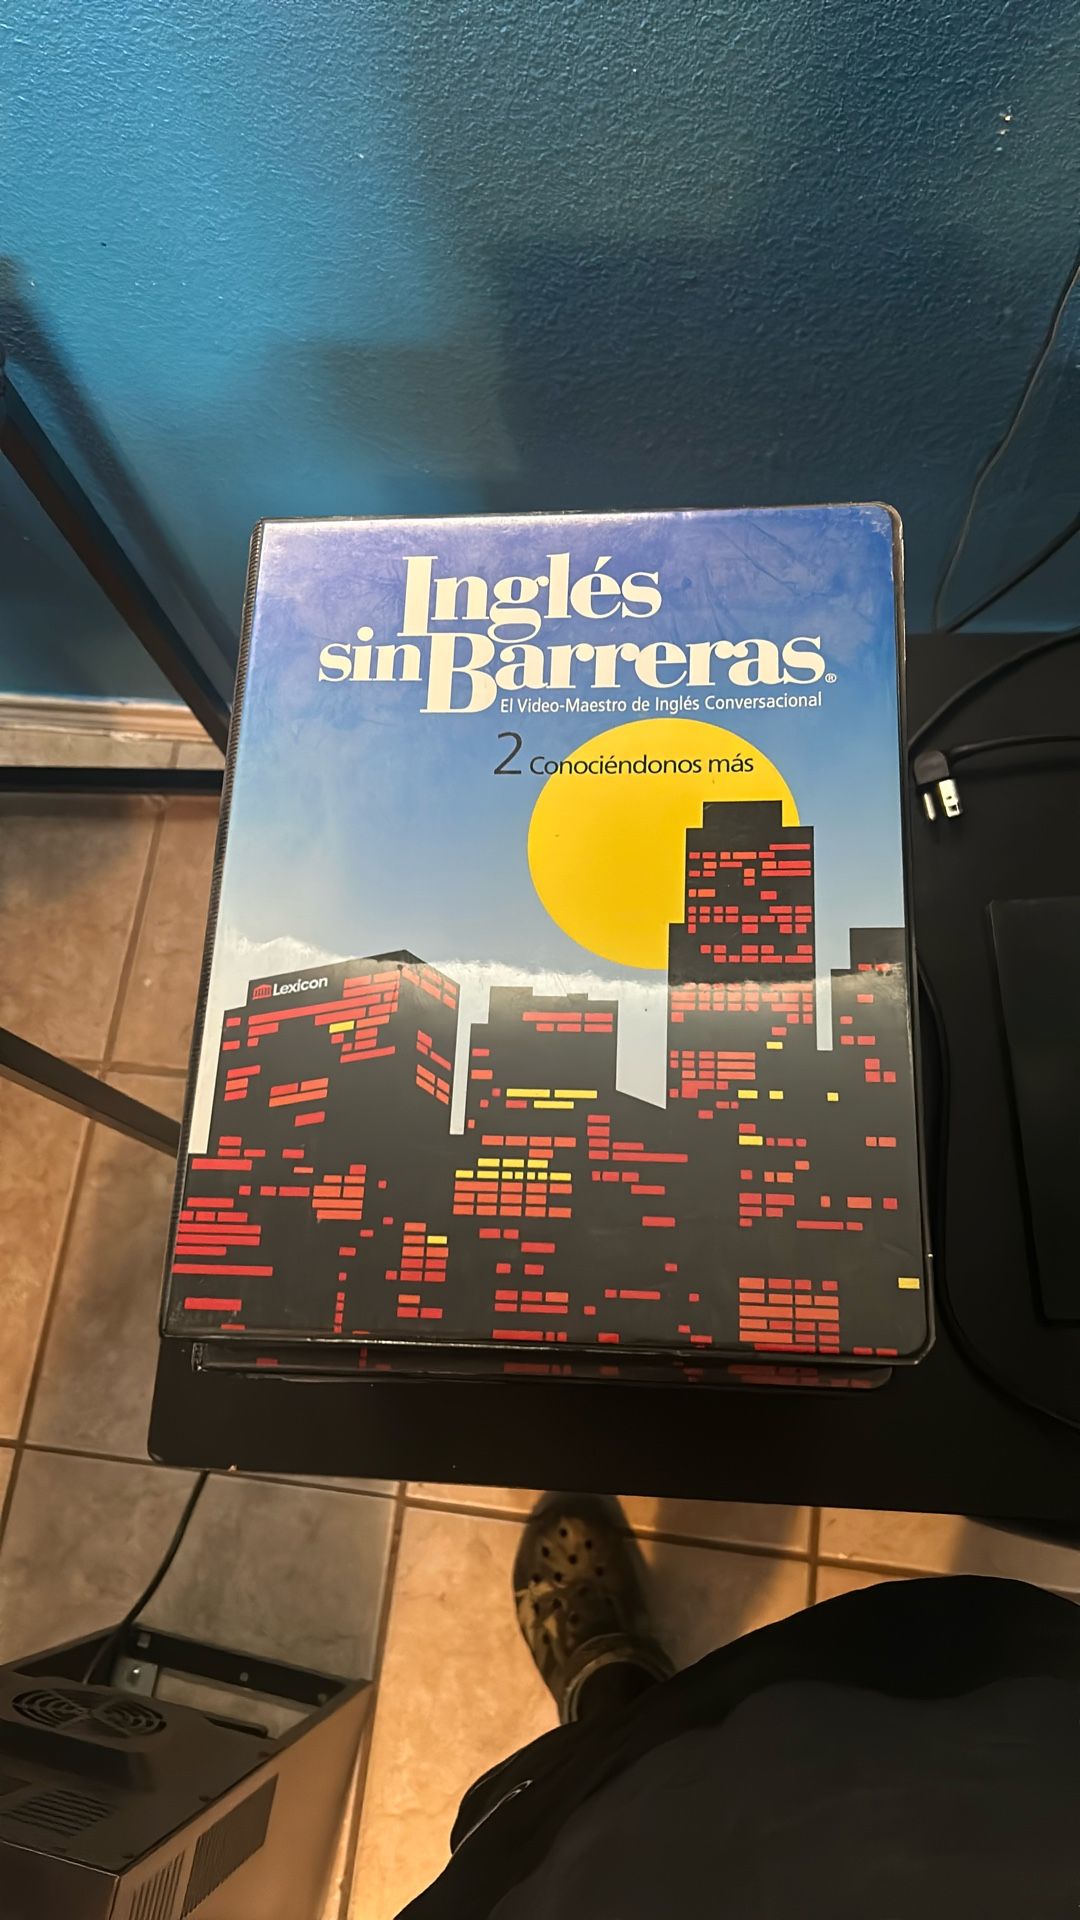 Inglés
sin Barreras®
El Video-Maestro de Inglés Conversacional
2 Conociéndonos más
Lexicon